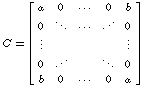 C = [ a 0 ⋯ 0 b
0 ⋱ ⋯ ⋰ 0
⋮ ⋮
0 ⋰ ⋯ ⋱ 0
b 0 ⋯ 0 a ]